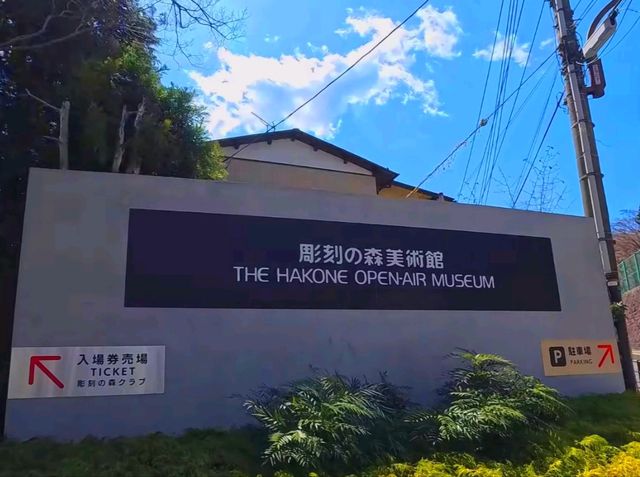 彫刻の森美術館
THE HAKONE OPEN-AIR MUSEUM
入場券売場
TICKET
彫刻の森クラブ
P 駐車場
PARKING